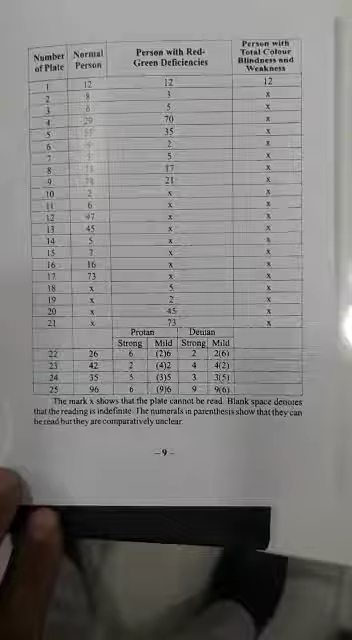 Number of Plate | Normal Person | Person with Red-Green Deficiencies | Person with Total Colour Blindness and Weakness
1 | 12 | 12 | 12
2 | 8 | 3 | x
3 | 6 | 5 | x
4 | 29 | 70 | x
5 | | 35 | x
6 | | 2 | x
7 | | 5 | x
8 | | 17 | x
9 | | 21 | x
10 | 2 | x | x
11 | 6 | x | x
12 | 97 | x | x
13 | 45 | x | x
14 | 5 | x | x
15 | 7 | x | x
16 | 16 | x | x
17 | 73 | x | x
18 | x | 5 | x
19 | x | 2 | x
20 | x | 45 | x
21 | x | 73 | x
Protan | Deutan
Strong | Mild | Strong | Mild
22 | 26 | 6 | (2)6 | 2 | 2(6)
23 | 42 | 2 | (4)2 | 4 | 4(2)
24 | 35 | 5 | (3)5 | 3 | 3(5)
25 | 96 | 6 | (9)6 | 9 | 9(6)
The mark x shows that the plate cannot be read. Blank space denotes
that the reading is indefinite. The numerals in parenthesis show that they can
be read but they are comparatively unclear.
– 9 –